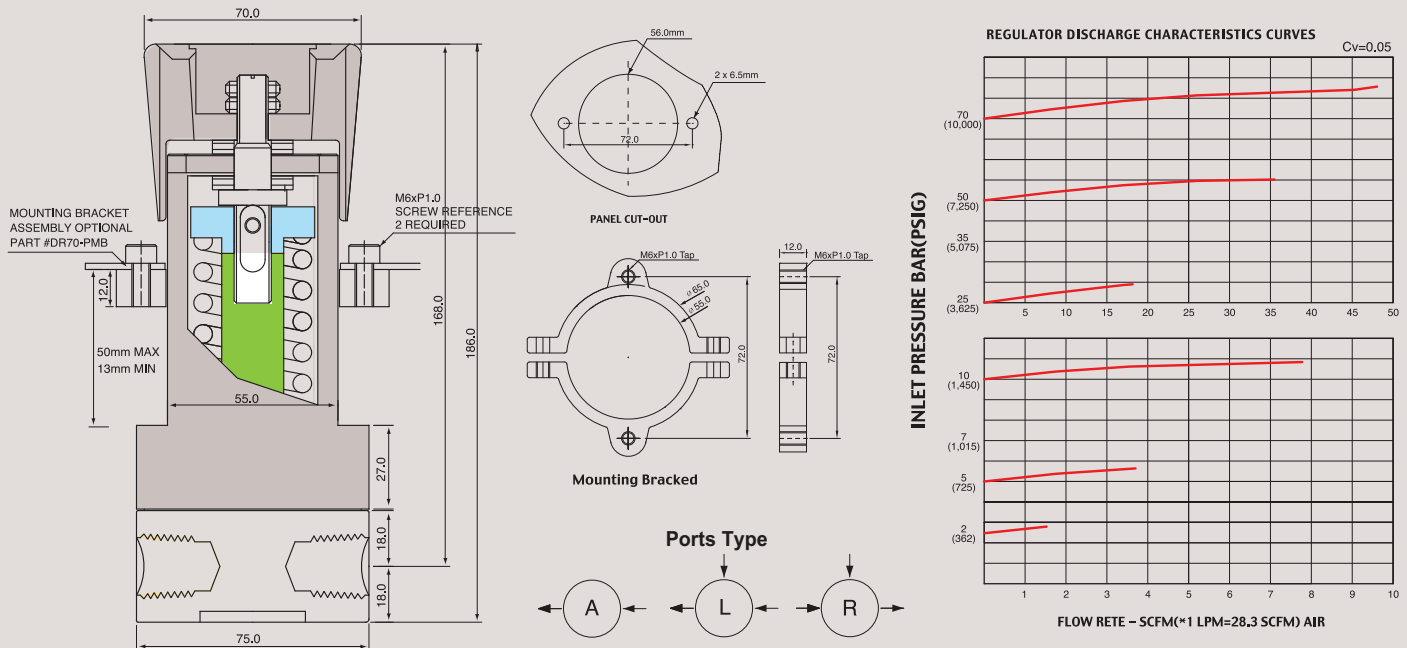 70.0
MOUNTING BRACKET
ASSEMBLY OPTIONAL
PART #DR70-PMB
M6xP1.0
SCREW REFERENCE
2 REQUIRED
12.0
50mm MAX
13mm MIN
55.0
168.0
186.0
27.0
18.0
18.0
75.0
56.0mm
2 x 6.5mm
72.0
PANEL CUT-OUT
M6xP1.0 Tap
ø65.0
ø55.0
72.0
12.0
M6xP1.0 Tap
72.0
Mounting Bracked
Ports Type
A
L
R
REGULATOR DISCHARGE CHARACTERISTICS CURVES
Cv=0.05
INLET PRESSURE BAR(PSIG)
70
(10,000)
50
(7,250)
35
(5,075)
25
(3,625)
5 10 15 20 25 30 35 40 45 50
10
(1,450)
7
(1,015)
5
(725)
2
(362)
1 2 3 4 5 6 7 8 9 10
FLOW RETE – SCFM(*1 LPM=28.3 SCFM) AIR